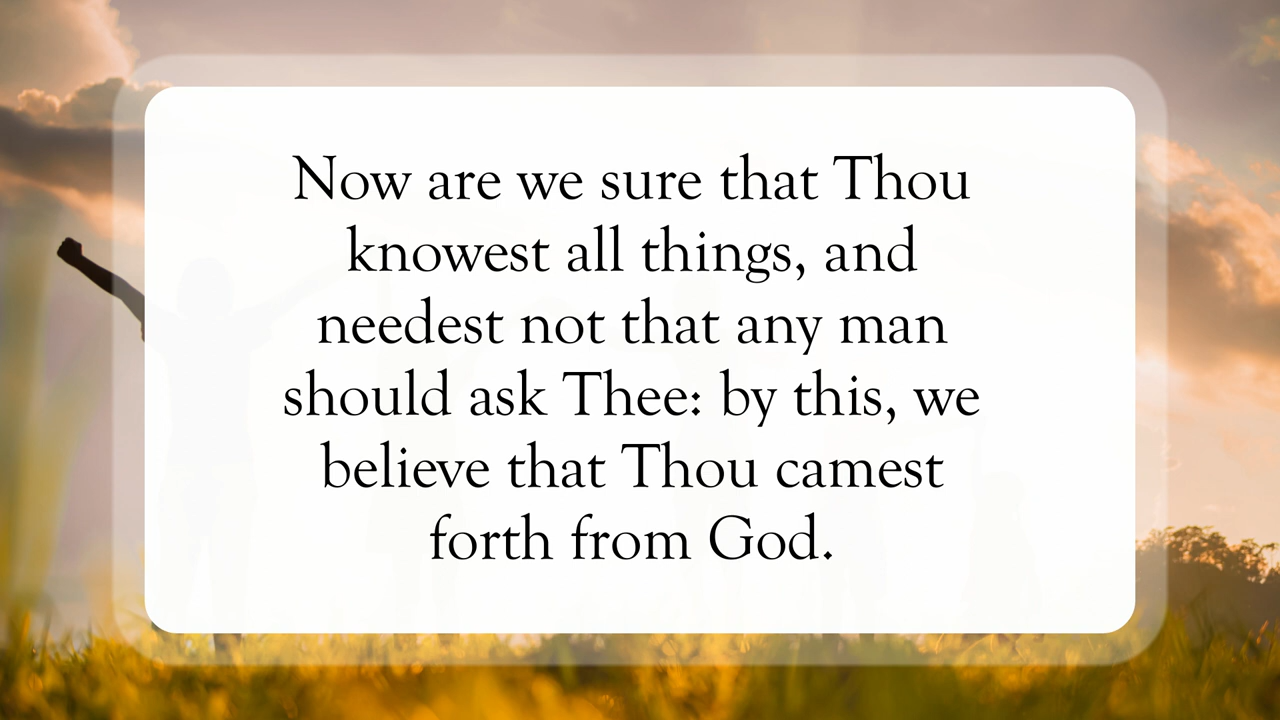 Now are we sure that Thou
knowest all things, and
needest not that any man
should ask Thee: by this, we
believe that Thou camest
forth from God.